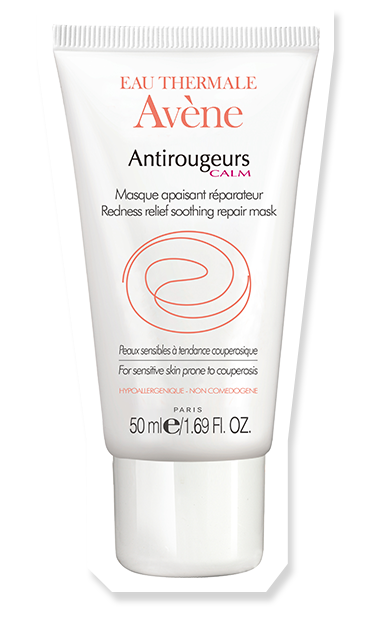 EAU THERMALE
Avène
Antirougeurs
CALM
Masque apaisant réparateur
Redness relief soothing repair mask
Peaux sensibles à tendance couperosique
For sensitive skin prone to couperosis
HYPOALLERGENIQUE - NON COMEDOGENE
PARIS
50 ml℮/1.69 Fl. OZ.